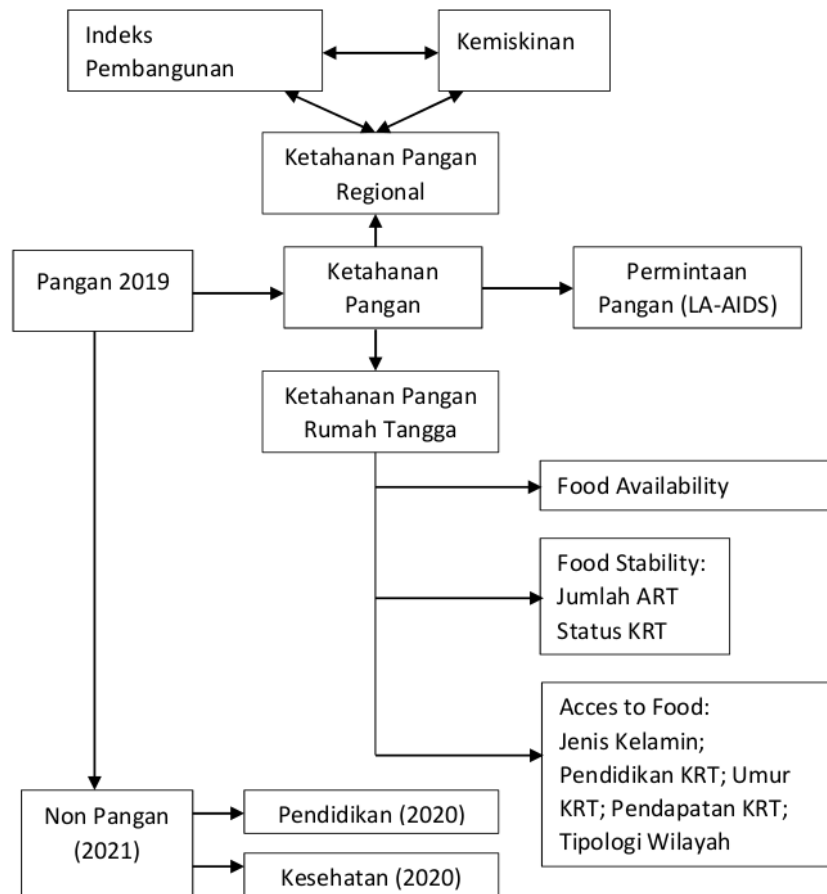 Indeks
Pembangunan
Kemiskinan
Ketahanan Pangan
Regional
Pangan 2019
Ketahanan
Pangan
Permintaan
Pangan (LA-AIDS)
Ketahanan Pangan
Rumah Tangga
Food Availability
Food Stability:
Jumlah ART
Status KRT
Acces to Food:
Jenis Kelamin;
Pendidikan KRT; Umur
KRT; Pendapatan KRT;
Tipologi Wilayah
Non Pangan
(2021)
Pendidikan (2020)
Kesehatan (2020)